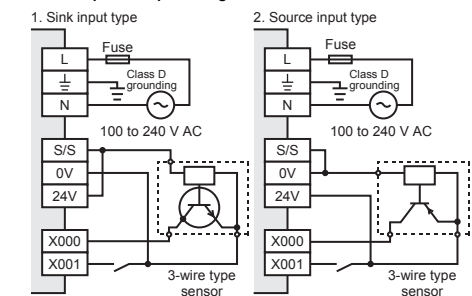 1. Sink input type
L
Fuse
Class D
grounding
N
100 to 240 V AC
S/S
0V
24V
X000
X001
3-wire type
sensor
2. Source input type
L
Fuse
Class D
grounding
N
100 to 240 V AC
S/S
0V
24V
X000
X001
3-wire type
sensor